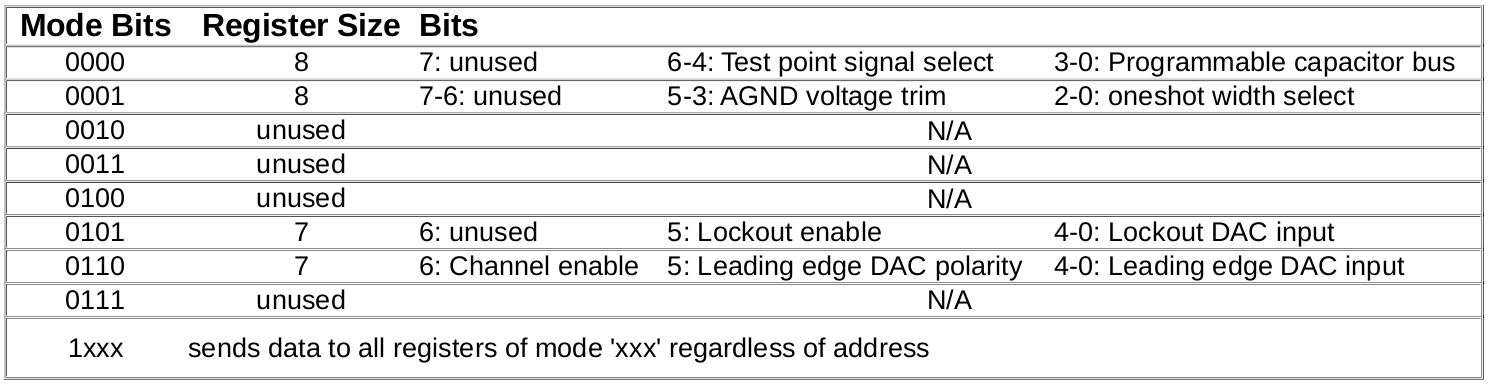 Mode Bits Register Size Bits
0000 8 7: unused 6-4: Test point signal select 3-0: Programmable capacitor bus
0001 8 7-6: unused 5-3: AGND voltage trim 2-0: oneshot width select
0010 unused N/A
0011 unused N/A
0100 unused N/A
0101 7 6: unused 5: Lockout enable 4-0: Lockout DAC input
0110 7 6: Channel enable 5: Leading edge DAC polarity 4-0: Leading edge DAC input
0111 unused N/A
1xxx sends data to all registers of mode 'xxx' regardless of address